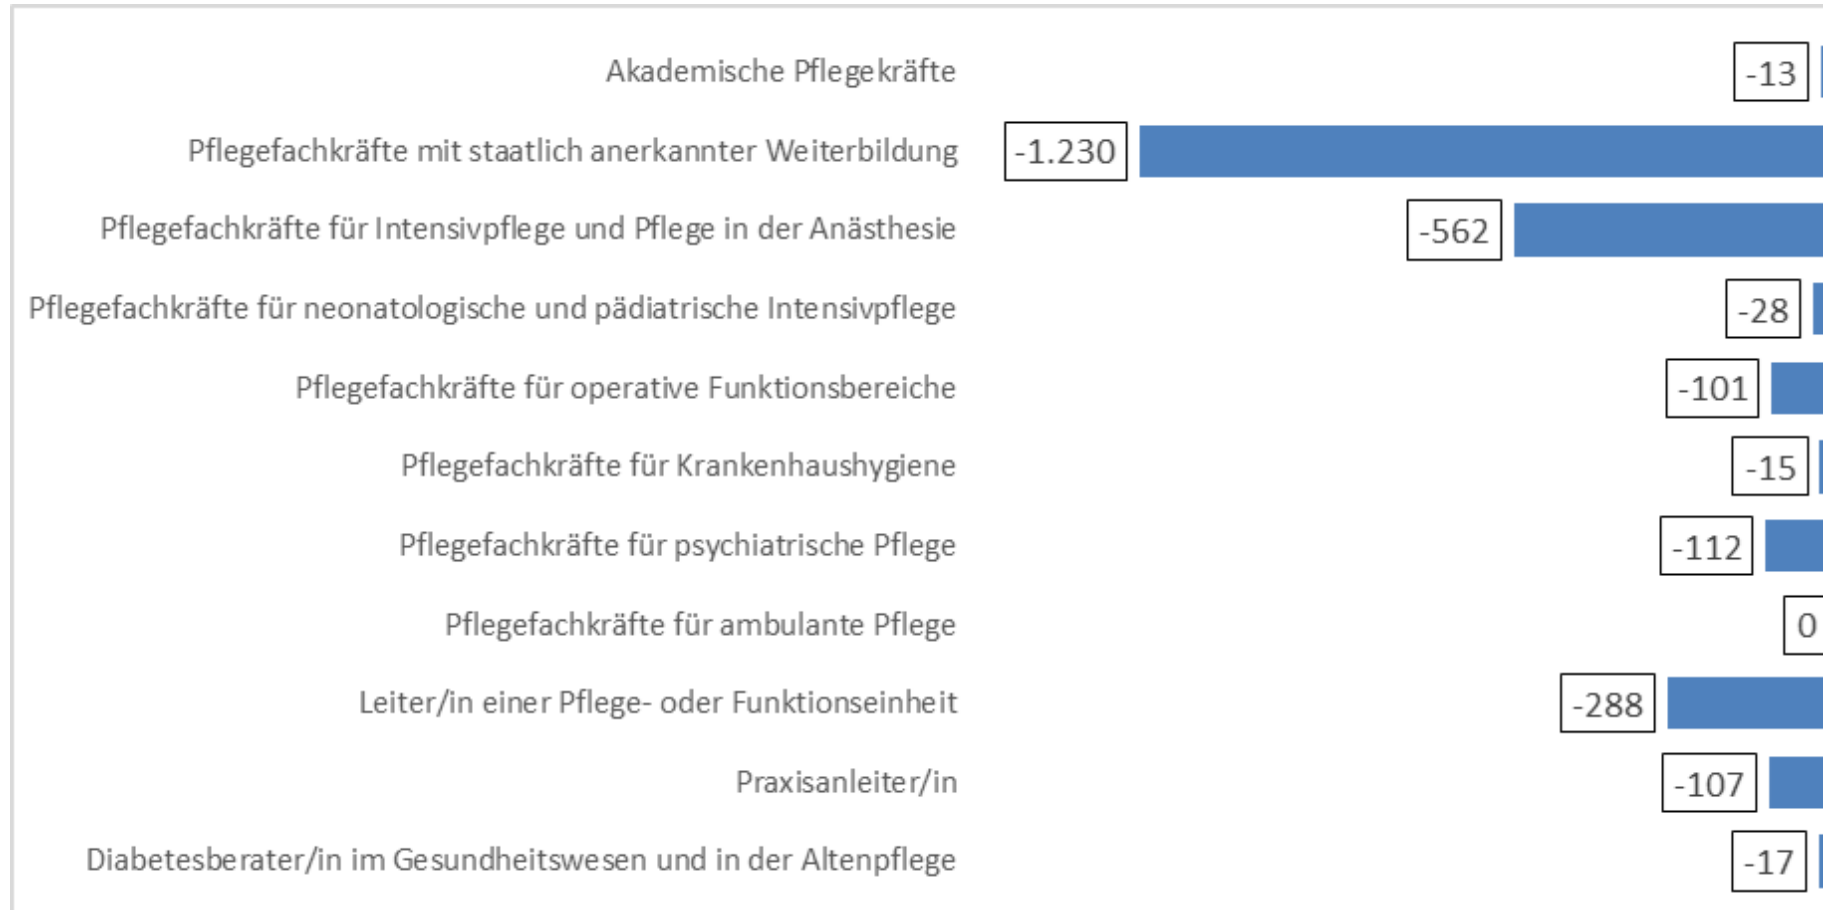 Akademische Pflegekräfte -13
Pflegefachkräfte mit staatlich anerkannter Weiterbildung -1.230
Pflegefachkräfte für Intensivpflege und Pflege in der Anästhesie -562
Pflegefachkräfte für neonatologische und pädiatrische Intensivpflege -28
Pflegefachkräfte für operative Funktionsbereiche -101
Pflegefachkräfte für Krankenhaushygiene -15
Pflegefachkräfte für psychiatrische Pflege -112
Pflegefachkräfte für ambulante Pflege 0
Leiter/in einer Pflege- oder Funktionseinheit -288
Praxisanleiter/in -107
Diabetesberater/in im Gesundheitswesen und in der Altenpflege -17